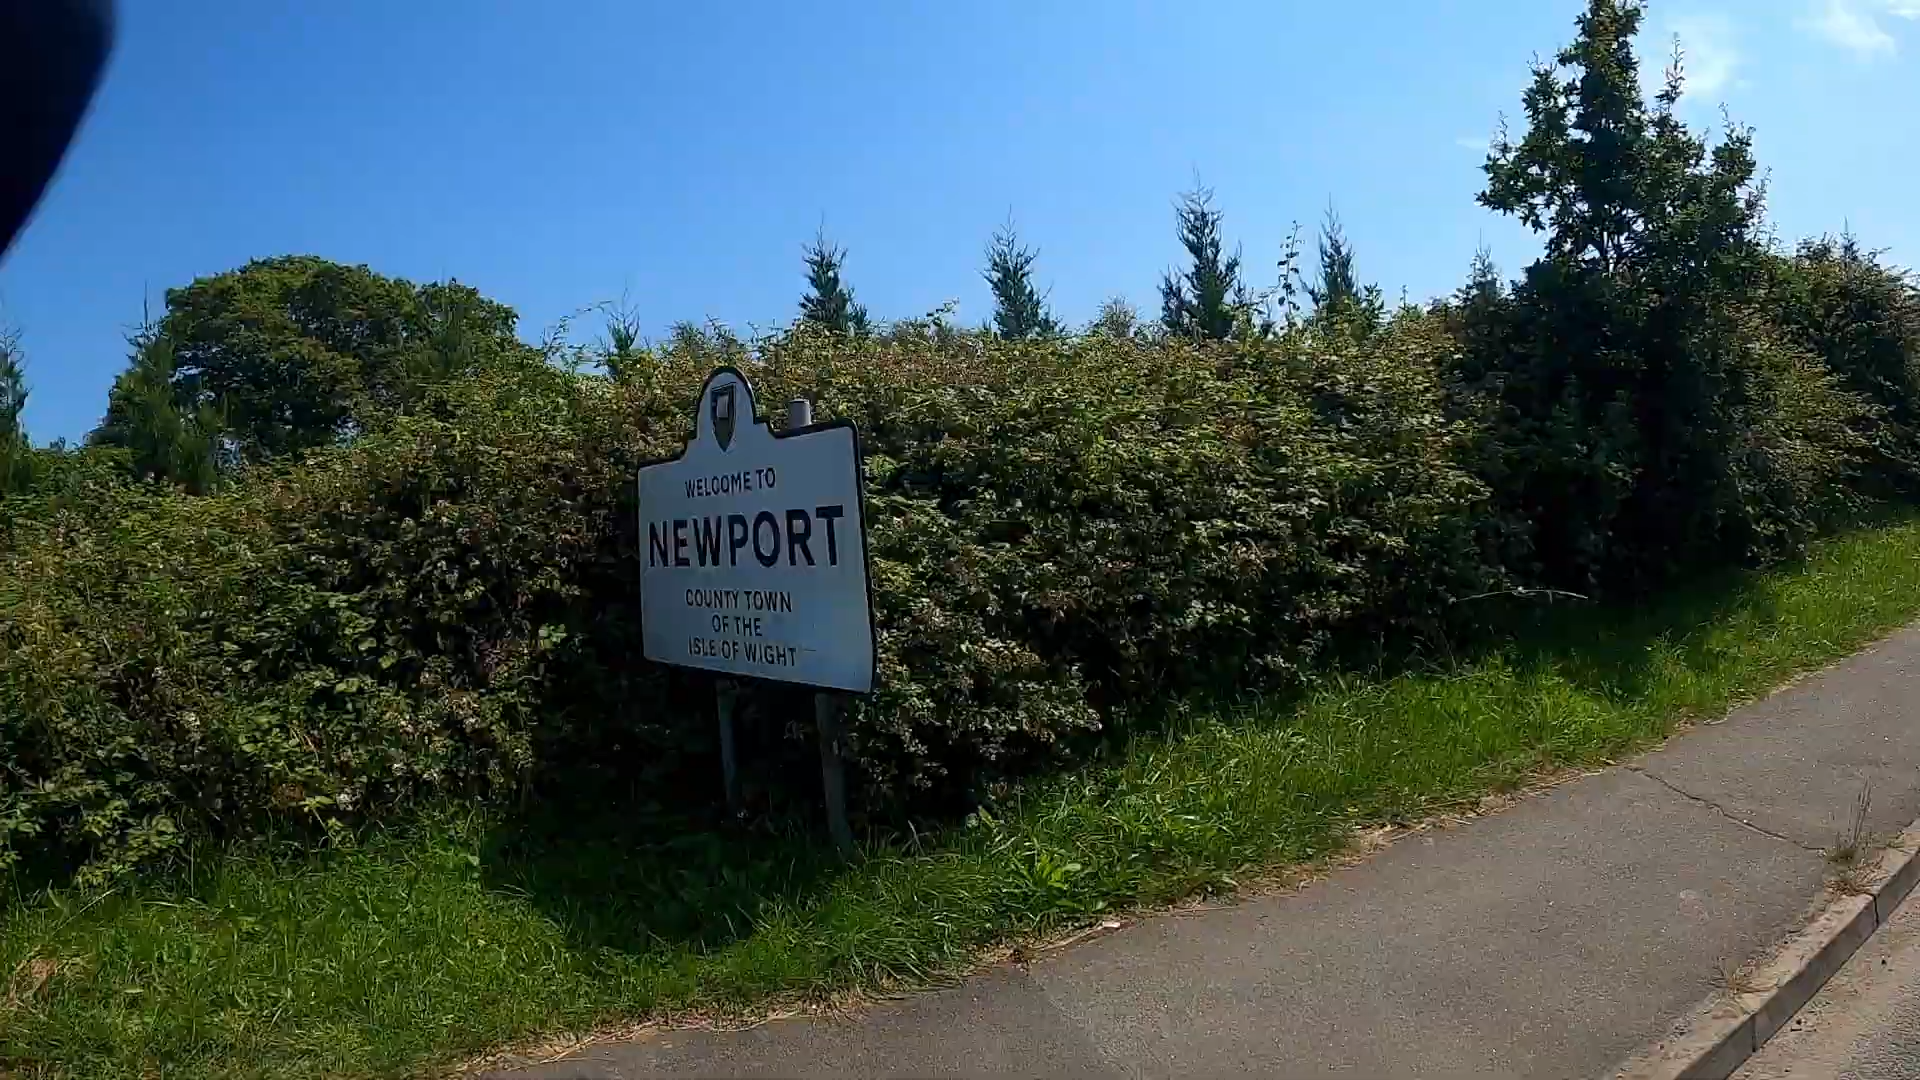 WELCOME TO
NEWPORT
COUNTY TOWN
OF THE
ISLE OF WIGHT